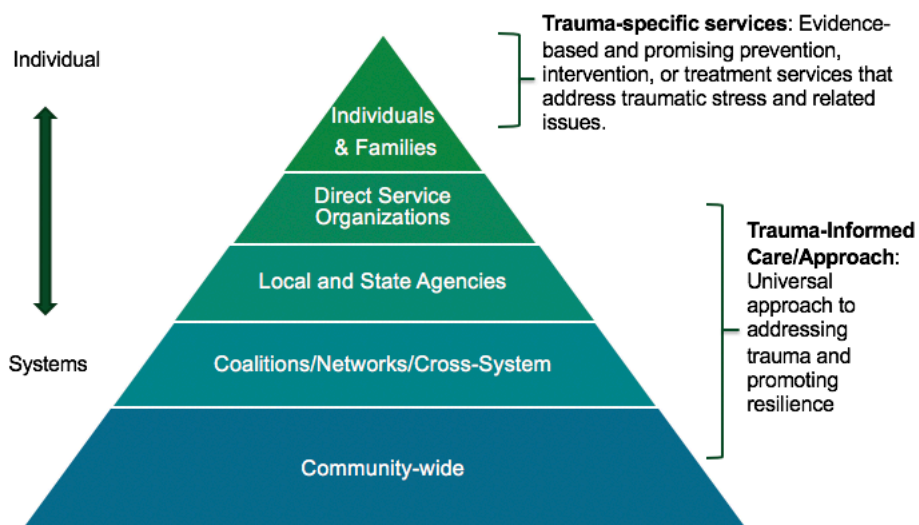 Individual
Systems
Individuals
& Families
Direct Service
Organizations
Local and State Agencies
Coalitions/Networks/Cross-System
Community-wide
Trauma-specific services: Evidence-
based and promising prevention,
intervention, or treatment services that
address traumatic stress and related
issues.
Trauma-Informed
Care/Approach:
Universal
approach to
addressing
trauma and
promoting
resilience